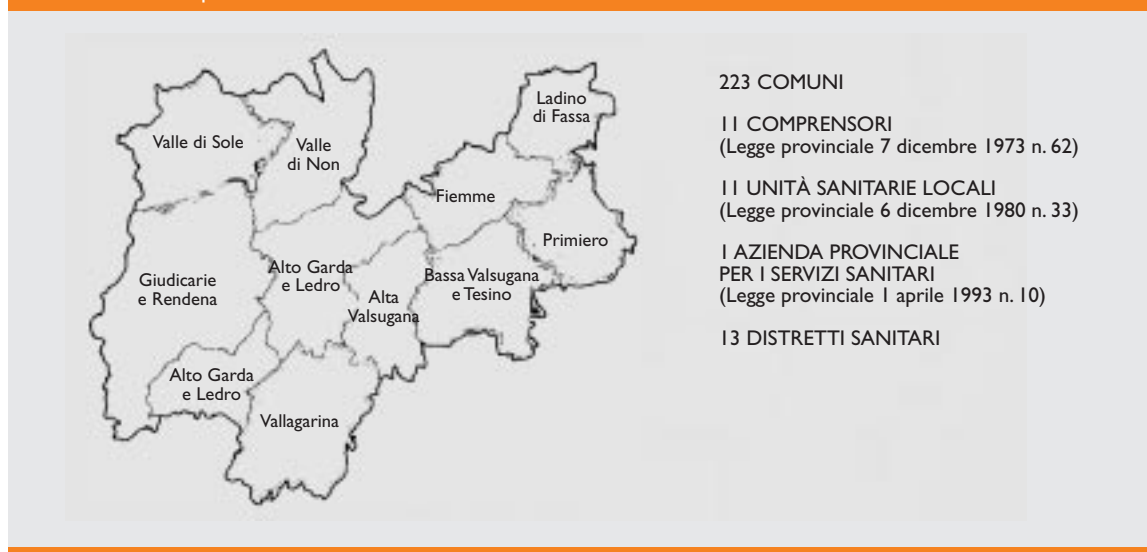 Ladino
di Fassa
Valle di Sole
Valle
di Non
Fiemme
Primiero
Giudicarie
e Rendena
Alto Garda
e Ledro
Alta
Valsugana
Bassa Valsugana
e Tesino
Alto Garda
e Ledro
Vallagarina
223 COMUNI
11 COMPRENSORI
(Legge provinciale 7 dicembre 1973 n. 62)
11 UNITÀ SANITARIE LOCALI
(Legge provinciale 6 dicembre 1980 n. 33)
1 AZIENDA PROVINCIALE
PER I SERVIZI SANITARI
(Legge provinciale 1 aprile 1993 n. 10)
13 DISTRETTI SANITARI